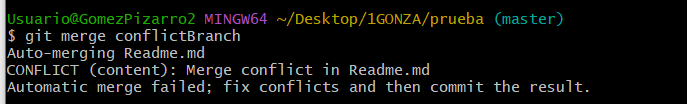 Usuario@GomezPizarro2 MINGW64 ~/Desktop/1GONZA/prueba (master)
$ git merge conflictBranch
Auto-merging Readme.md
CONFLICT (content): Merge conflict in Readme.md
Automatic merge failed; fix conflicts and then commit the result.